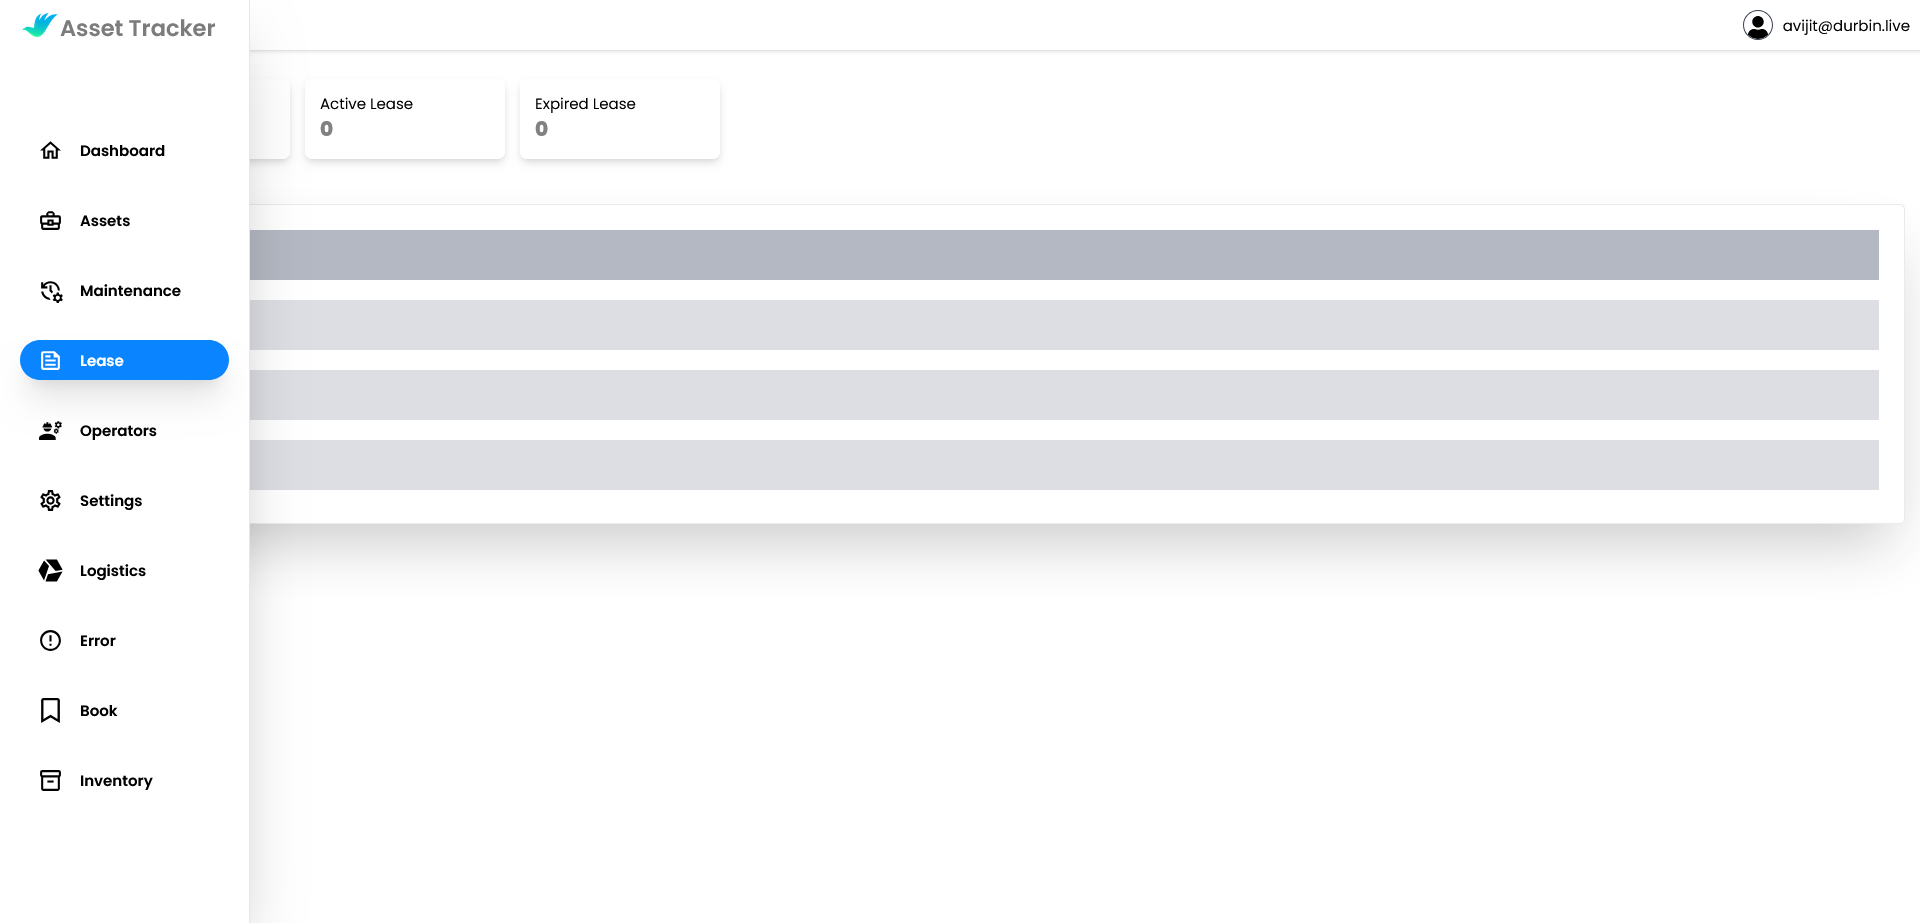 Asset Tracker
avijit@durbin.live
Active Lease
0
Expired Lease
0
Dashboard
Assets
Maintenance
Lease
Operators
Settings
Logistics
Error
Book
Inventory